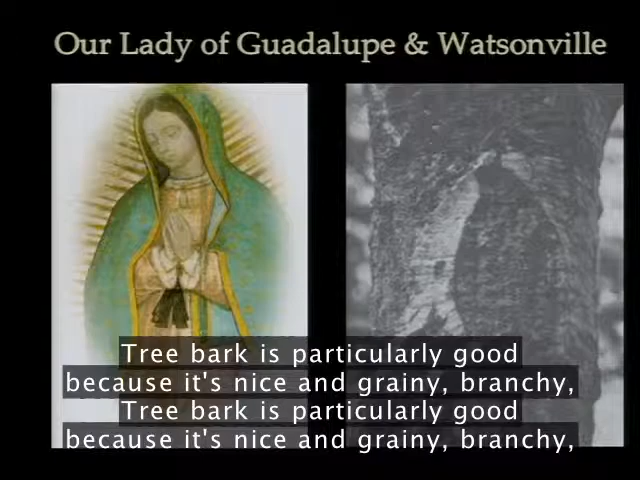 Our Lady of Guadalupe & Watsonville
Tree bark is particularly good
because it's nice and grainy, branchy,
Tree bark is particularly good
because it's nice and grainy, branchy,